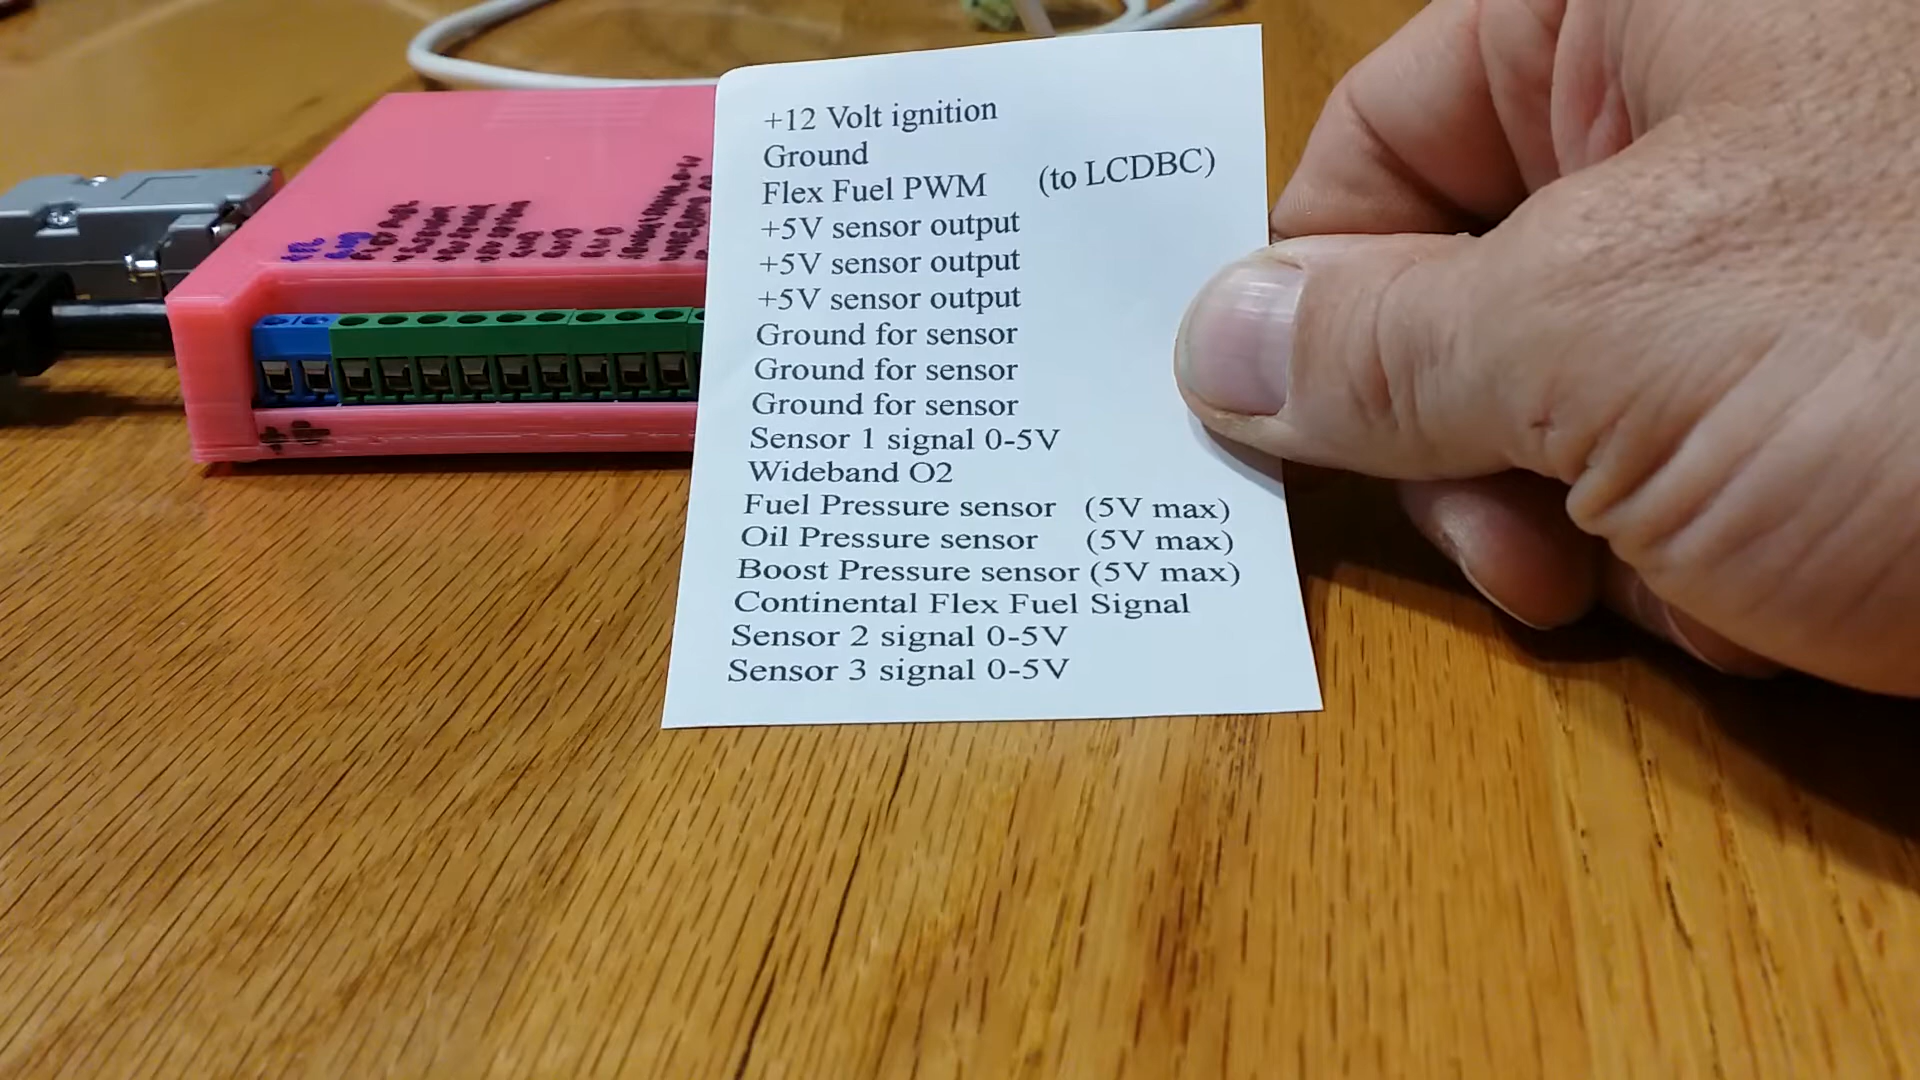 +12 Volt ignition
Ground
Flex Fuel PWM (to LCDBC)
+5V sensor output
+5V sensor output
+5V sensor output
Ground for sensor
Ground for sensor
Ground for sensor
Sensor 1 signal 0-5V
Wideband O2
Fuel Pressure sensor (5V max)
Oil Pressure sensor (5V max)
Boost Pressure sensor (5V max)
Continental Flex Fuel Signal
Sensor 2 signal 0-5V
Sensor 3 signal 0-5V